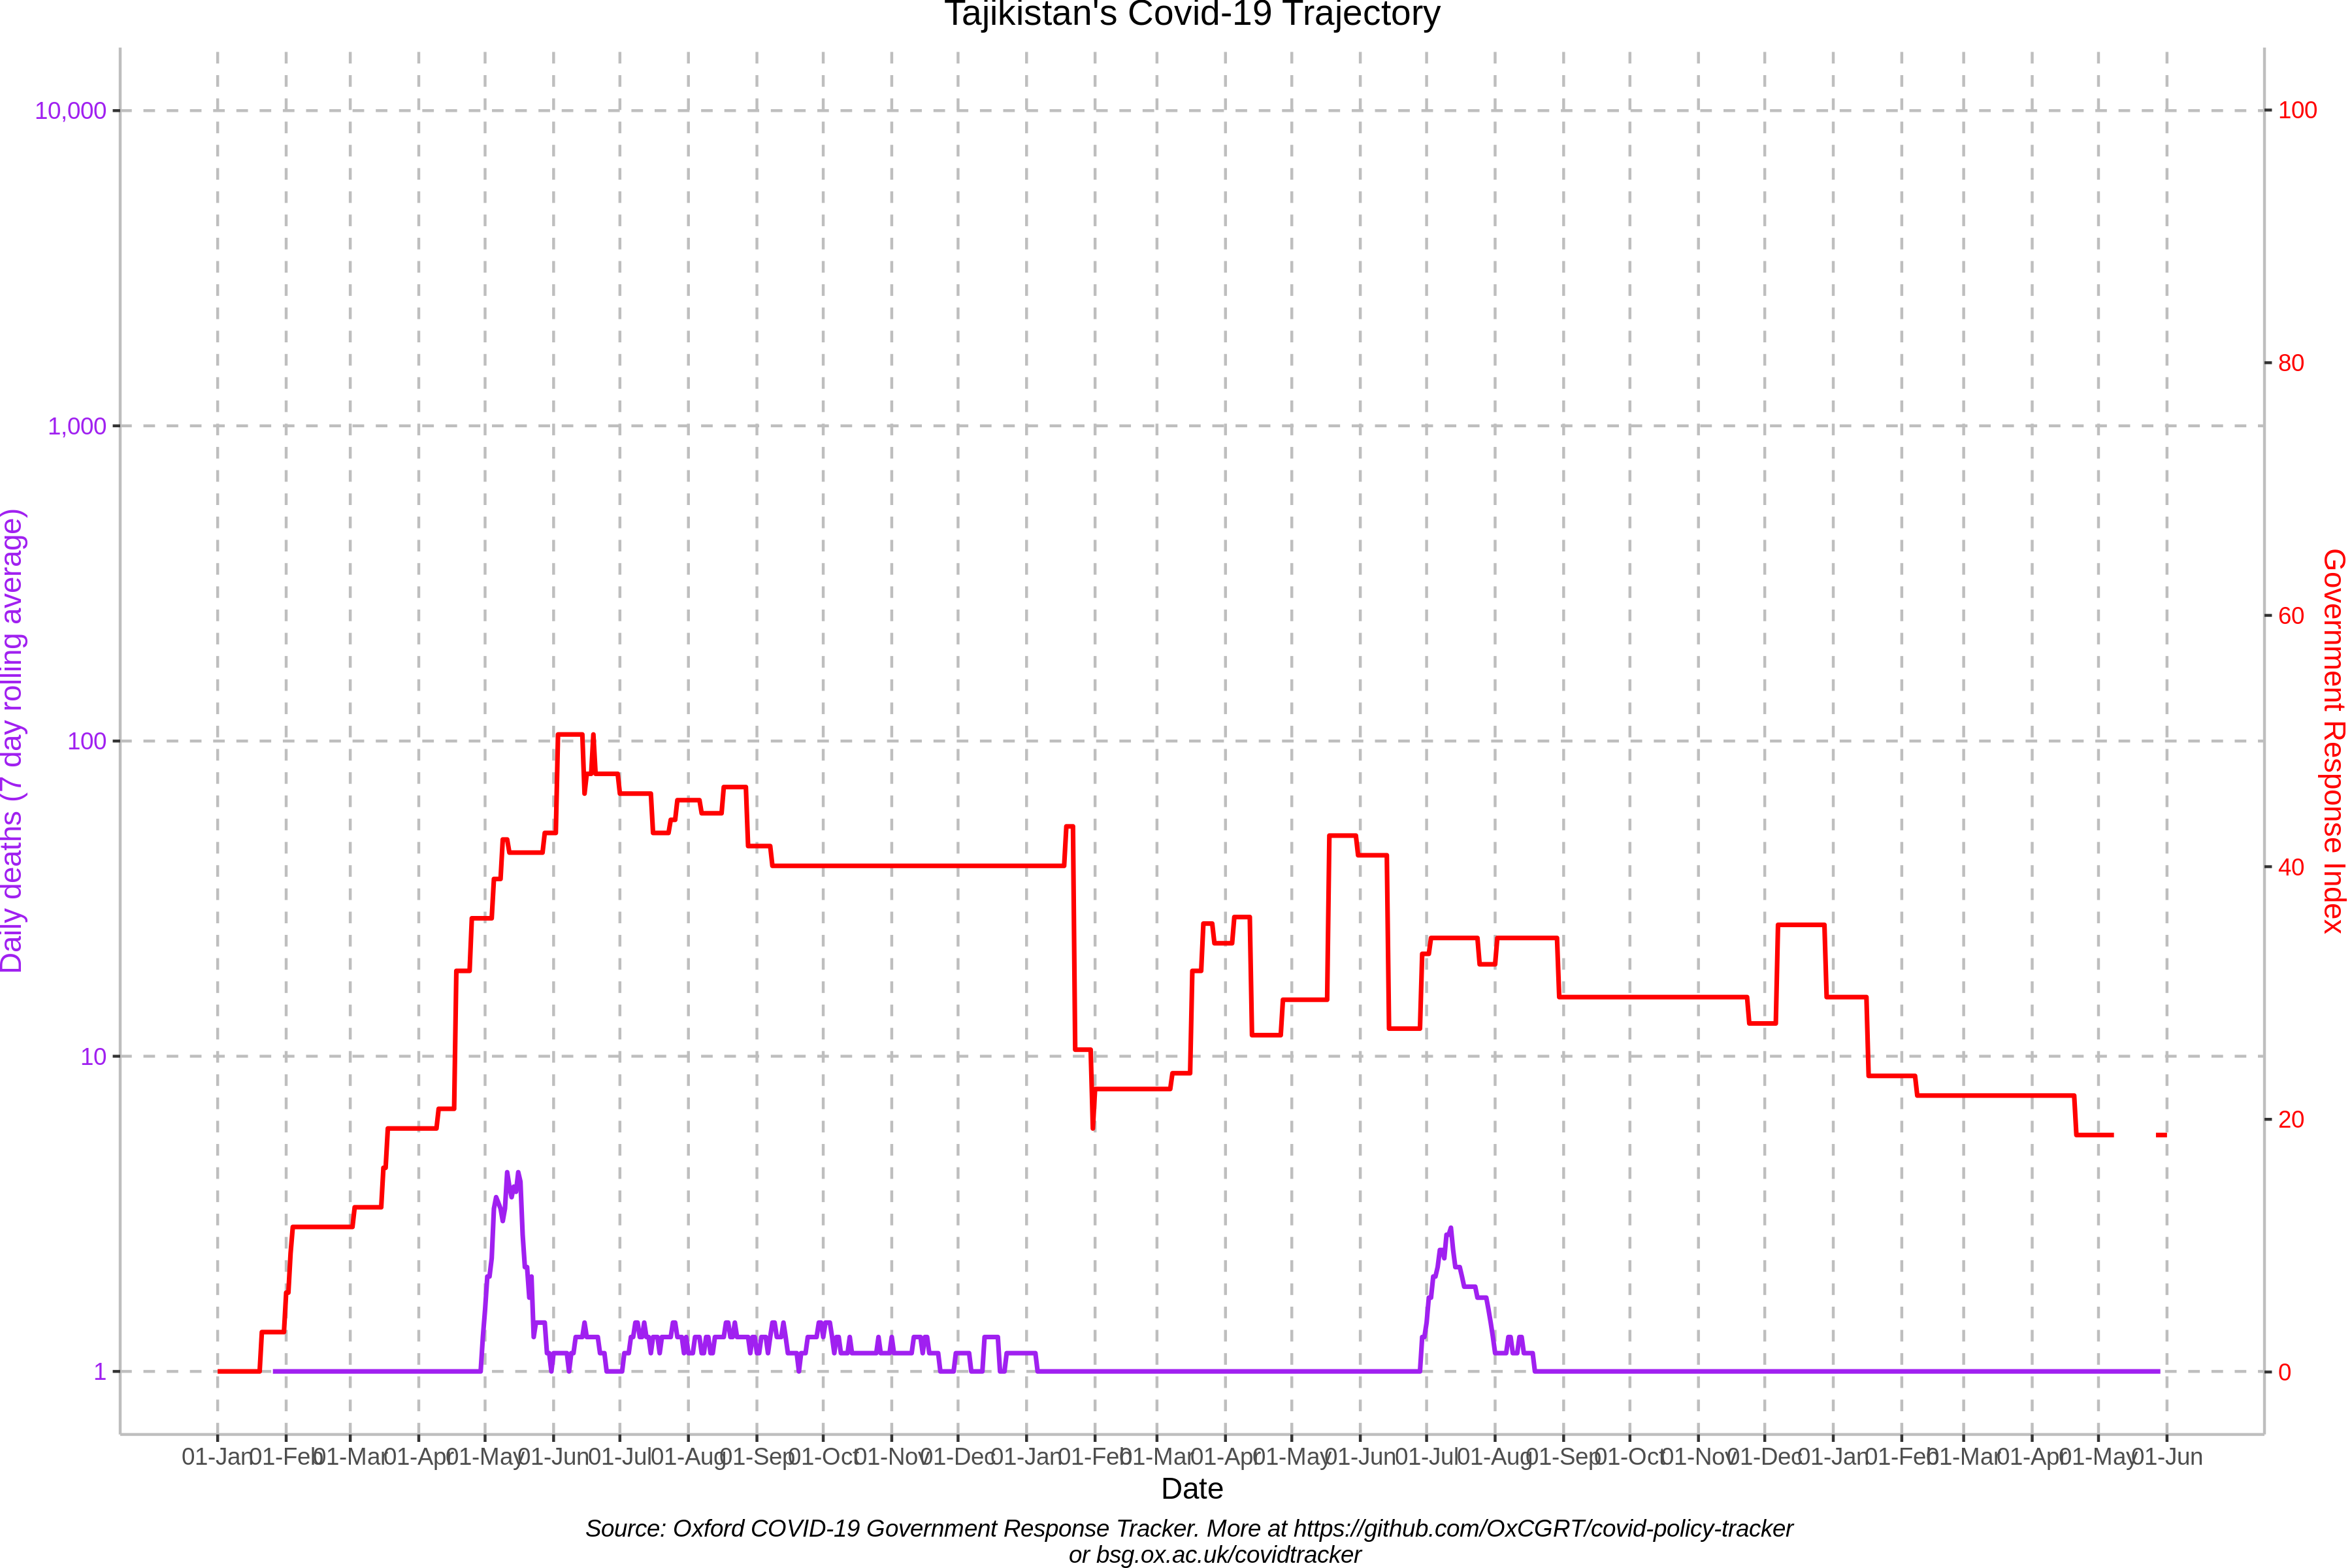 Tajikistan's Covid-19 Trajectory
10,000
1,000
100
10
1
Daily deaths (7 day rolling average)
100
80
60
40
20
0
Government Response Index
01-Jan 01-Feb 01-Mar 01-Apr 01-May 01-Jun 01-Jul 01-Aug 01-Sep 01-Oct 01-Nov 01-Dec 01-Jan 01-Feb 01-Mar 01-Apr 01-May 01-Jun 01-Jul 01-Aug 01-Sep 01-Oct 01-Nov 01-Dec 01-Jan 01-Feb 01-Mar 01-Apr 01-May 01-Jun
Date
Source: Oxford COVID-19 Government Response Tracker. More at https://github.com/OxCGRT/covid-policy-tracker
or bsg.ox.ac.uk/covidtracker